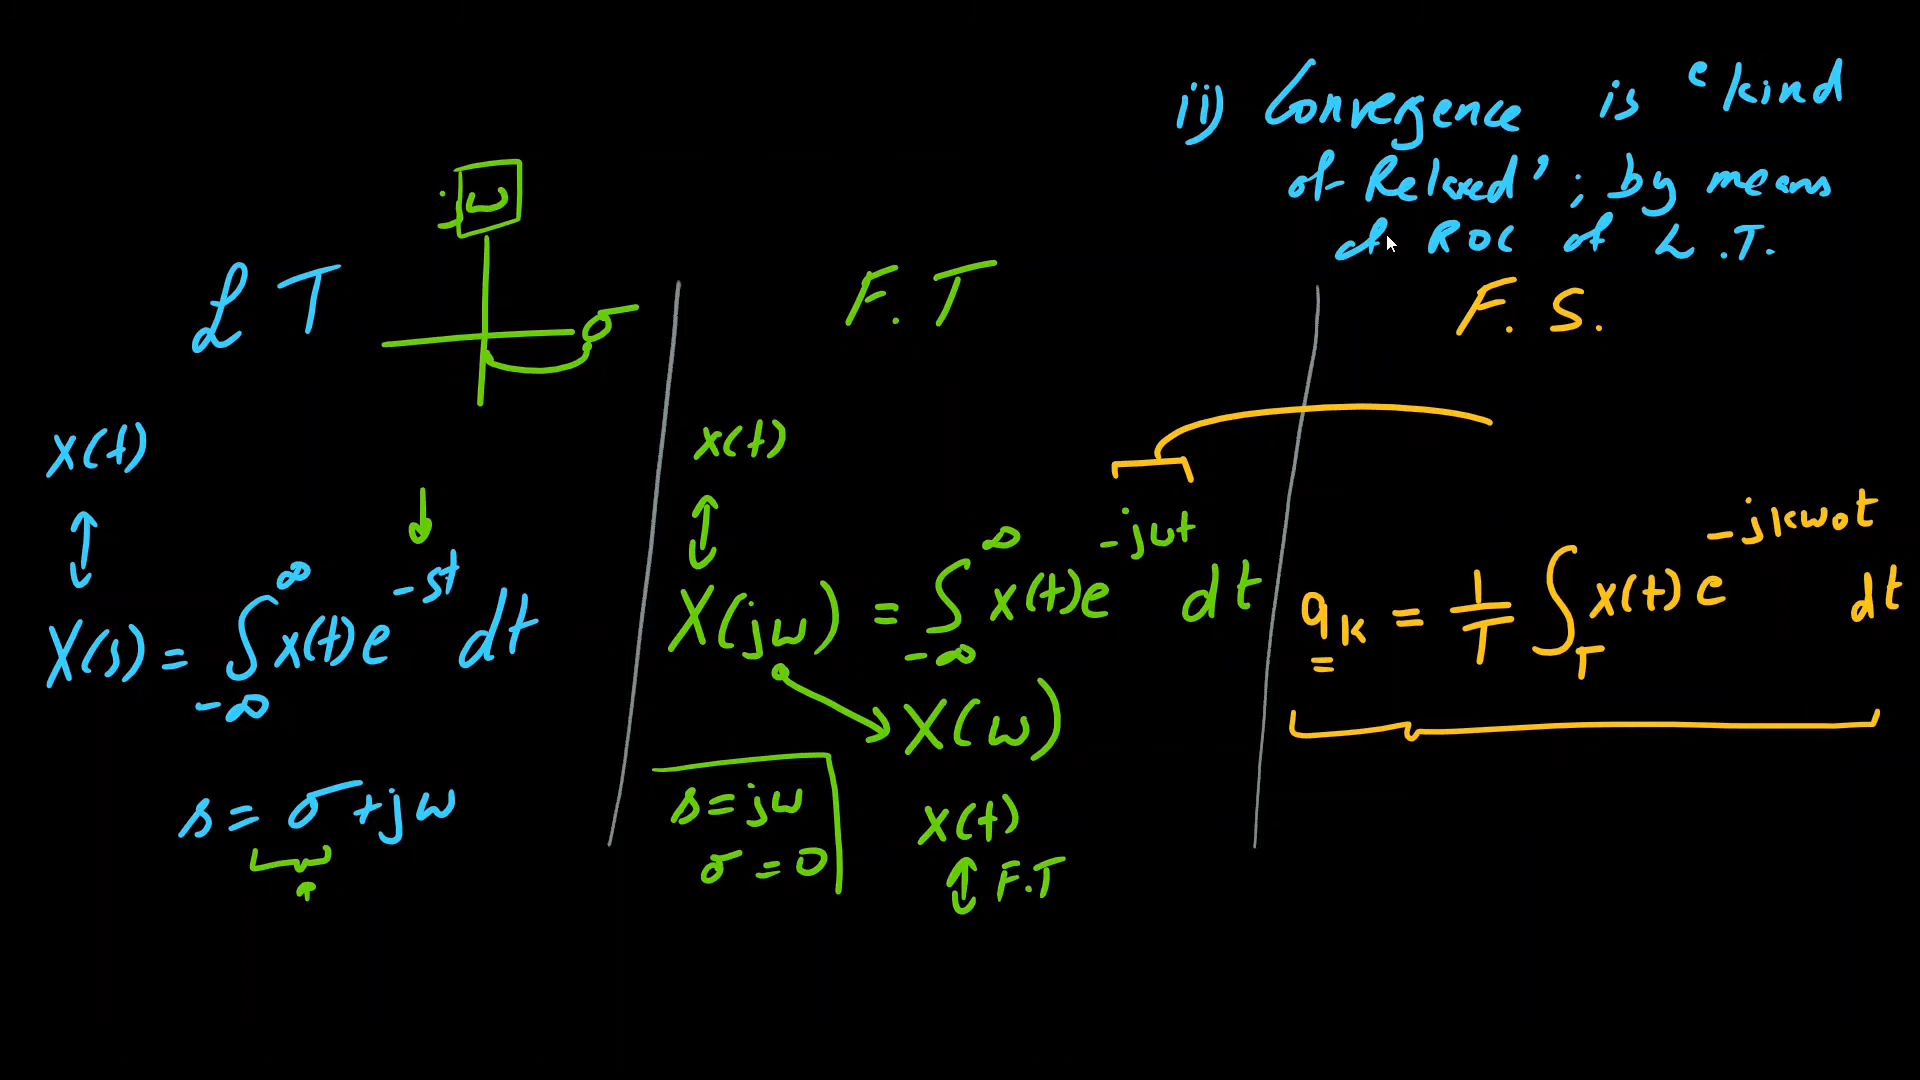 ii) Convergence is "kind
of Relaxed"; by means
of ROC of L.T.
jω
σ
ℒT
F.T
F.S.
x(t)
↕
X(s) = ∫_{-∞}^{∞} x(t)e^{-st} dt
s = σ+jω
x(t)
↕
X(jω) = ∫_{-∞}^{∞} x(t)e^{-jωt} dt
X(ω)
s=jω
σ=0
x(t)
↕ F.T
a_k = 1/T ∫_T x(t)e^{-jkω₀t} dt